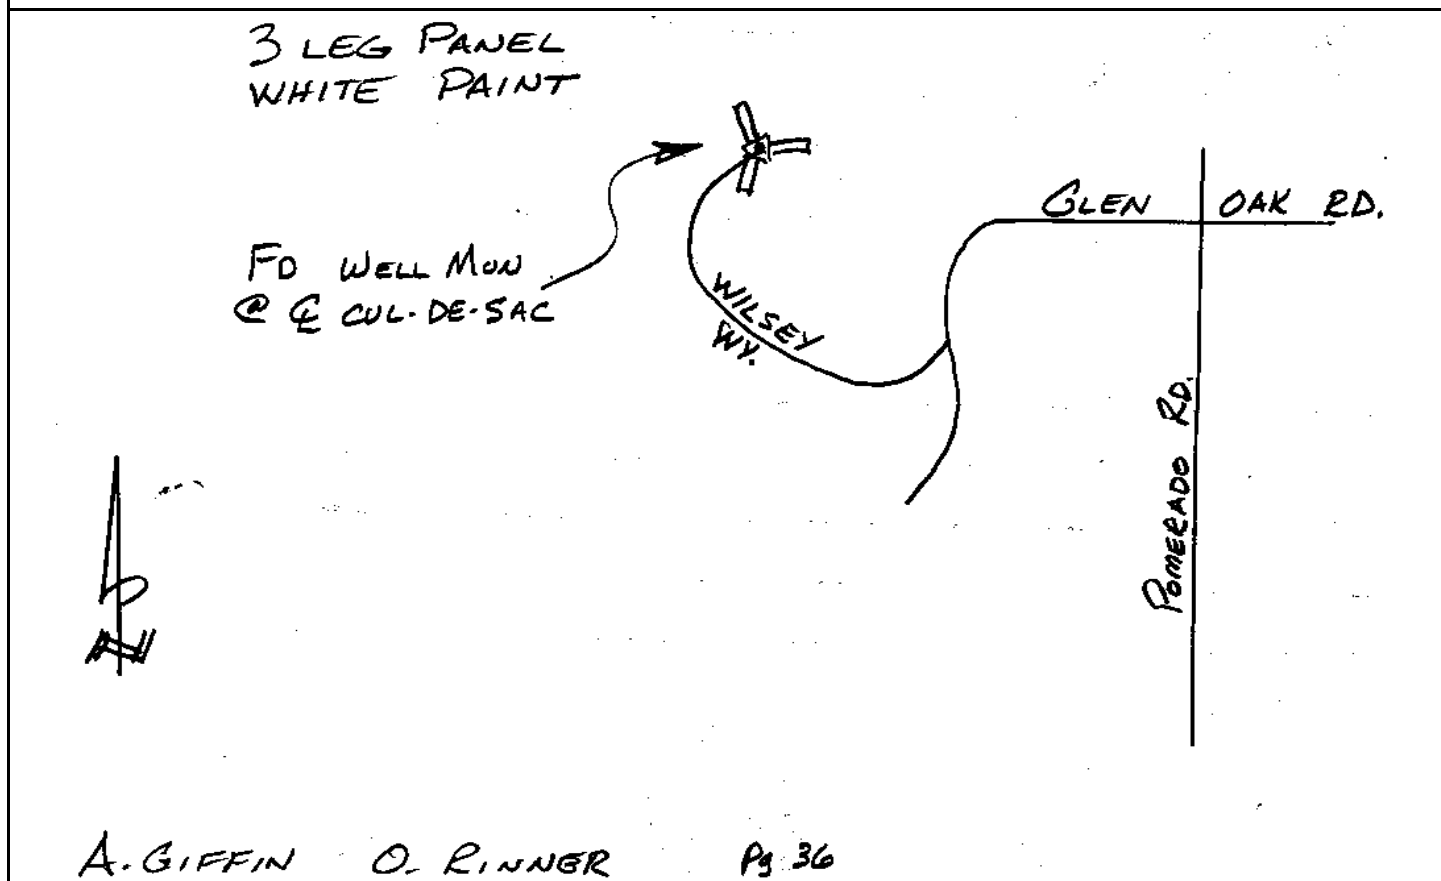 3 LEG PANEL
WHITE PAINT
GLEN OAK RD.
FD WELL MON
@ ℄ CUL-DE-SAC
WILSEY
WY.
POMERADO RD.
N
A. GIFFIN O. RINNER Pg 36